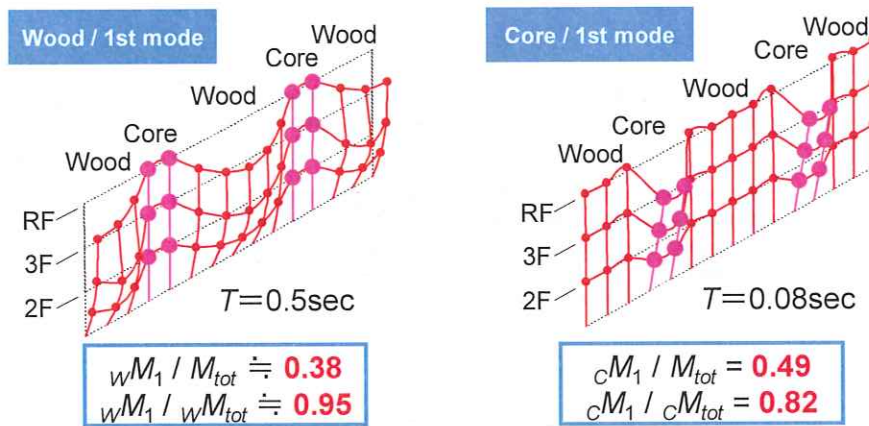 Wood / 1st mode
Wood
Core
Wood
Core
Wood
RF
3F
2F
T=0.5sec
WM1 / Mtot ≒ 0.38
WM1 / WMtot ≒ 0.95
Core / 1st mode
Wood
Core
Wood
Core
Wood
RF
3F
2F
T=0.08sec
CM1 / Mtot = 0.49
CM1 / CMtot = 0.82